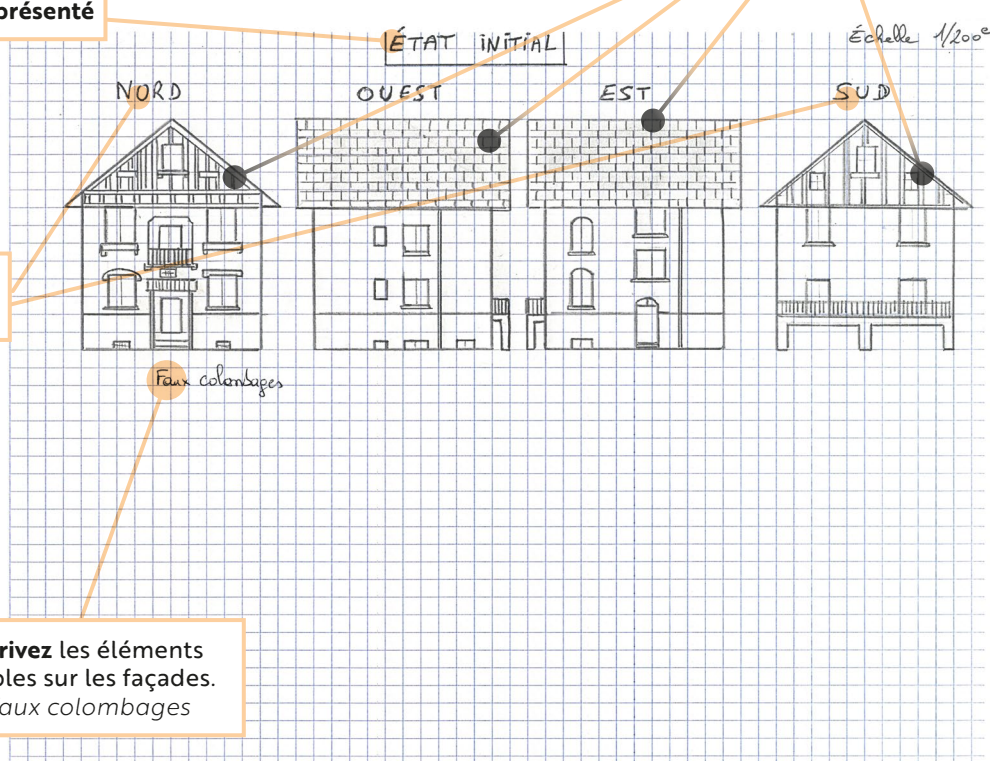 présenté
ÉTAT INITIAL
Échelle 1/200e
NORD OUEST EST SUD
Faux colombages
rivez les éléments
bles sur les façades.
aux colombages